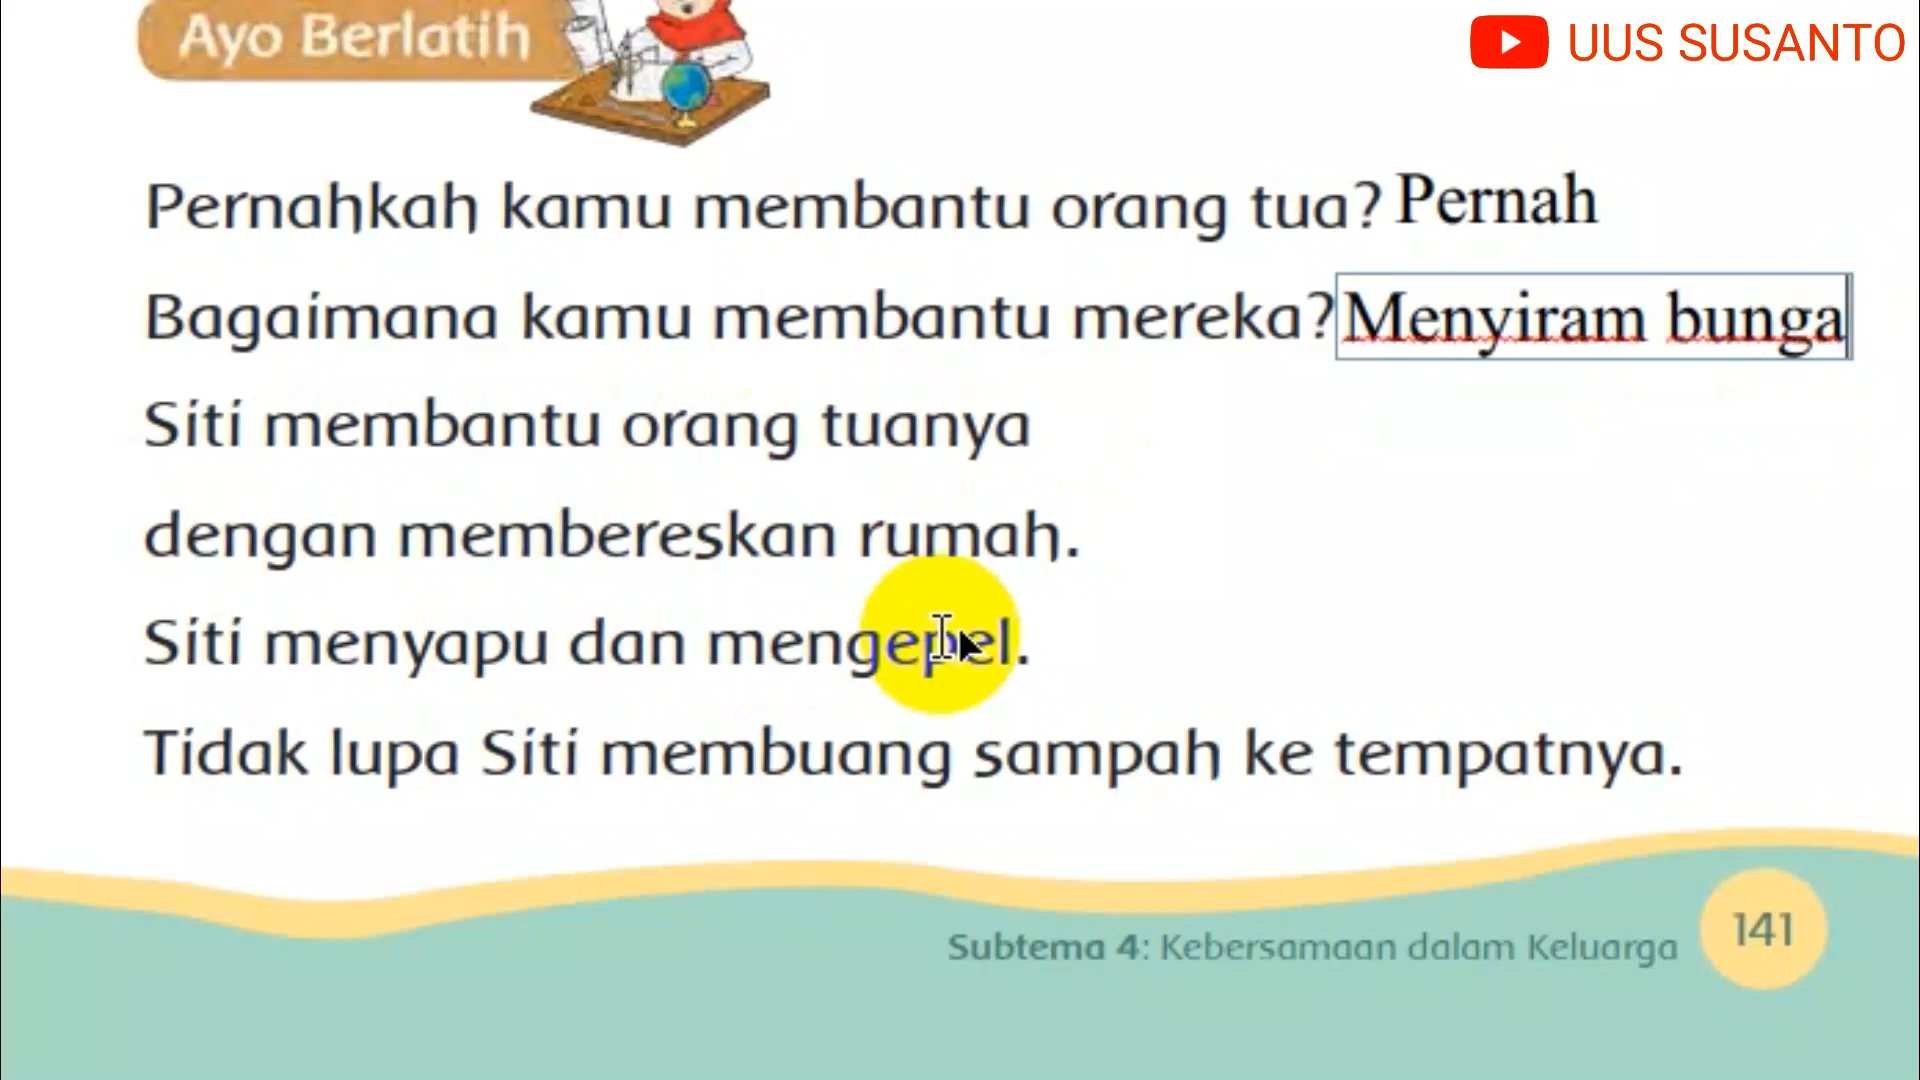 Ayo Berlatih
UUS SUSANTO
Pernahkah kamu membantu orang tua? Pernah
Bagaimana kamu membantu mereka? Menyiram bunga
Siti membantu orang tuanya
dengan membereskan rumah.
Siti menyapu dan mengepel.
Tidak lupa Siti membuang sampah ke tempatnya.
Subtema 4: Kebersamaan dalam Keluarga
141